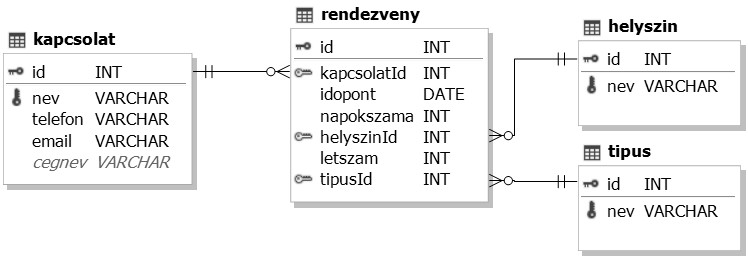 kapcsolat
id INT
nev VARCHAR
telefon VARCHAR
email VARCHAR
cegnev VARCHAR
rendezveny
id INT
kapcsolatId INT
idopont DATE
napokszama INT
helyszinId INT
letszam INT
tipusId INT
helyszin
id INT
nev VARCHAR
tipus
id INT
nev VARCHAR